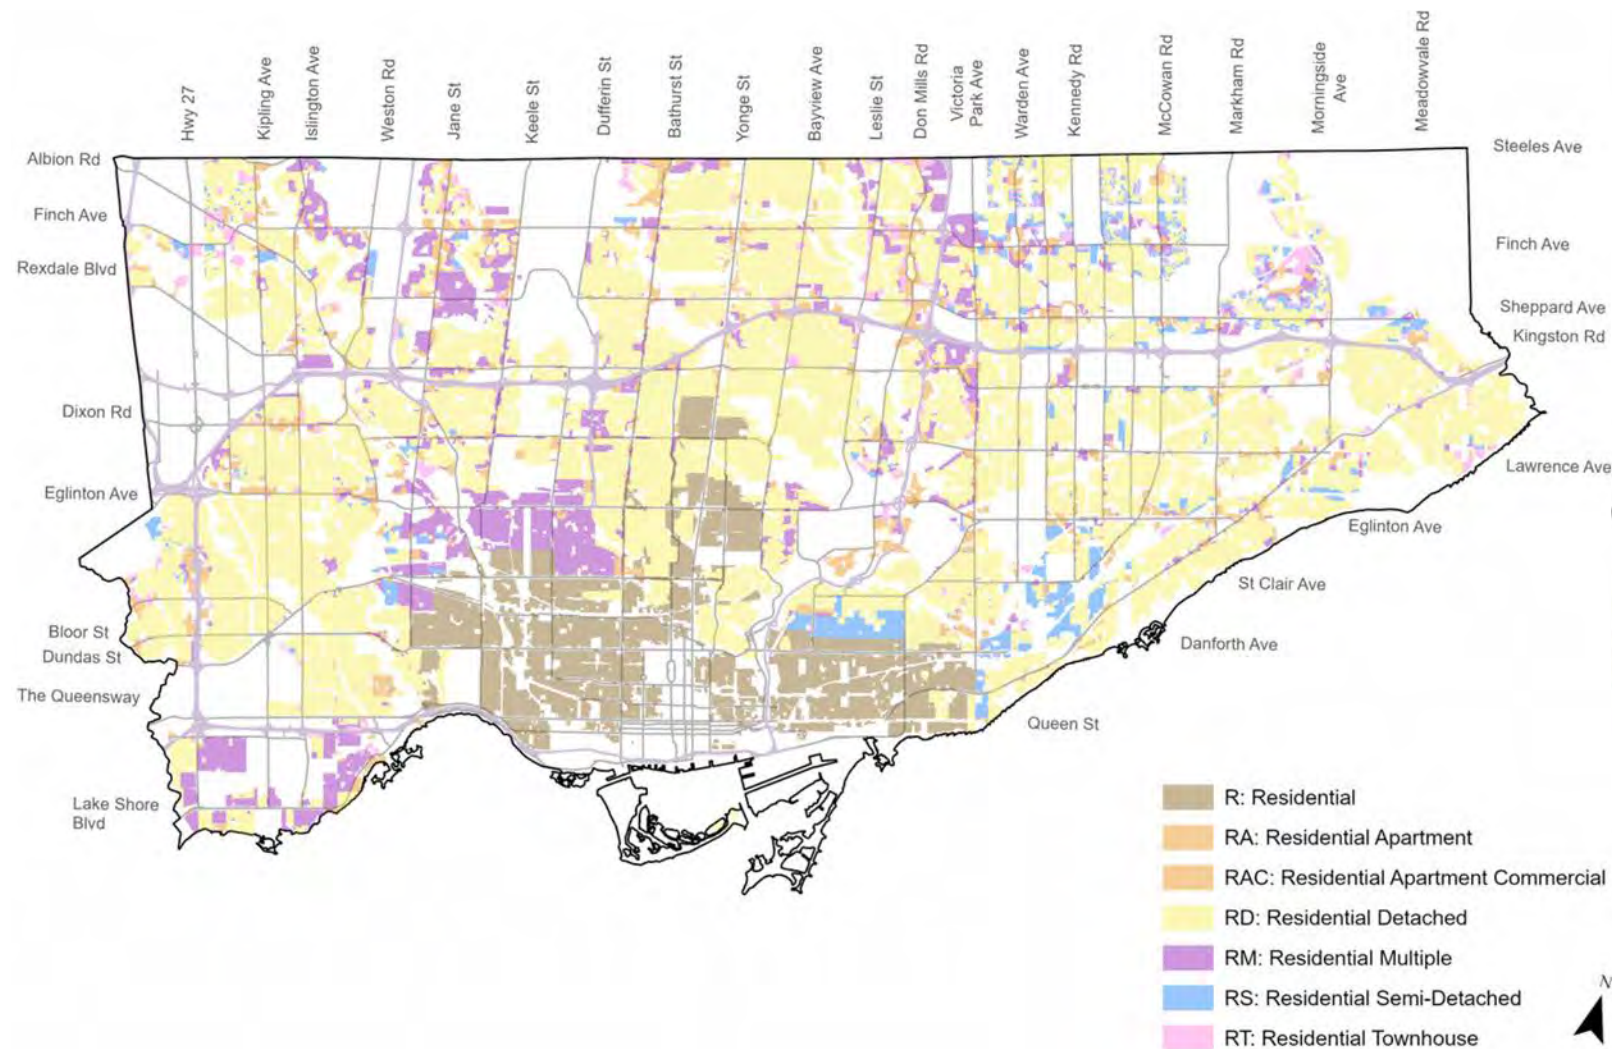 Hwy 27
Kipling Ave
Islington Ave
Weston Rd
Jane St
Keele St
Dufferin St
Bathurst St
Yonge St
Bayview Ave
Leslie St
Don Mills Rd
Victoria
Park Ave
Warden Ave
Kennedy Rd
McCowan Rd
Markham Rd
Morningside
Ave
Meadowvale Rd
Albion Rd
Finch Ave
Rexdale Blvd
Dixon Rd
Eglinton Ave
Bloor St
Dundas St
The Queensway
Lake Shore
Blvd
Steeles Ave
Finch Ave
Sheppard Ave
Kingston Rd
Lawrence Ave
Eglinton Ave
St Clair Ave
Danforth Ave
Queen St
R: Residential
RA: Residential Apartment
RAC: Residential Apartment Commercial
RD: Residential Detached
RM: Residential Multiple
RS: Residential Semi-Detached
RT: Residential Townhouse
N